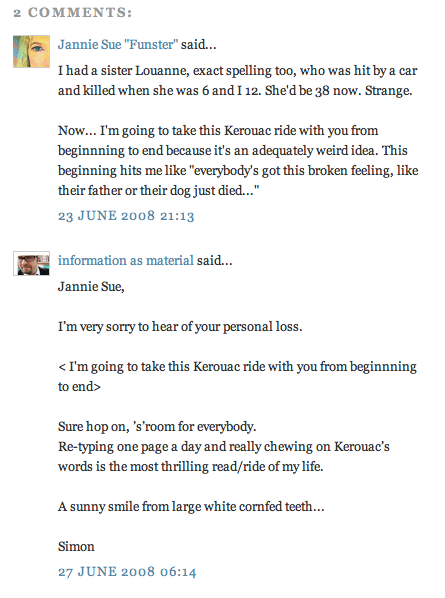 2 COMMENTS:
Jannie Sue "Funster" said...
I had a sister Louanne, exact spelling too, who was hit by a car
and killed when she was 6 and I 12. She'd be 38 now. Strange.
Now... I'm going to take this Kerouac ride with you from
beginnning to end because it's an adequately weird idea. This
beginning hits me like "everybody's got this broken feeling, like
their father or their dog just died..."
23 JUNE 2008 21:13
information as material said...
Jannie Sue,
I'm very sorry to hear of your personal loss.
< I'm going to take this Kerouac ride with you from beginnning
to end>
Sure hop on, 's'room for everybody.
Re-typing one page a day and really chewing on Kerouac's
words is the most thrilling read/ride of my life.
A sunny smile from large white cornfed teeth...
Simon
27 JUNE 2008 06:14